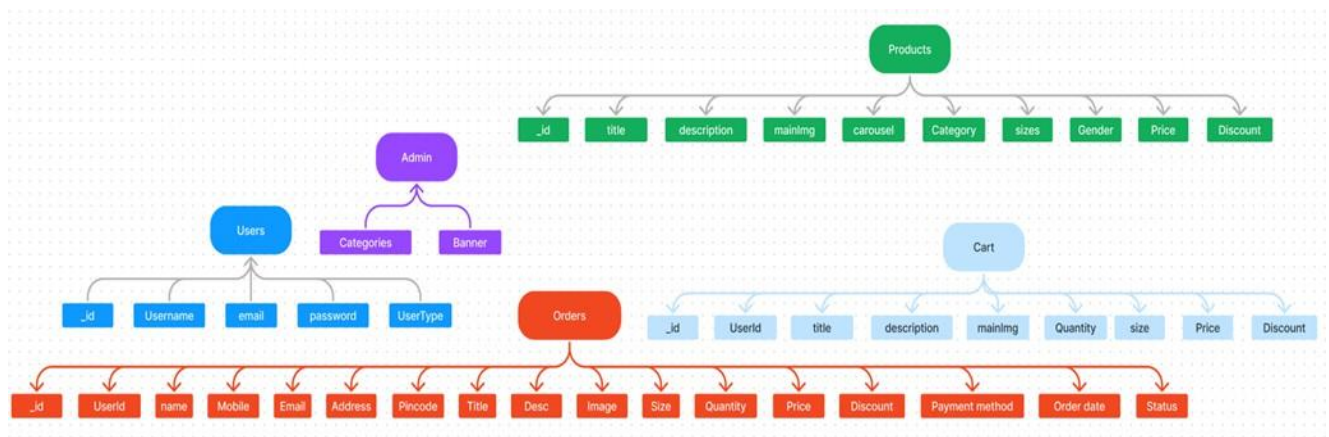 Products
_id title description mainImg carousel Category sizes Gender Price Discount
Admin
Categories Banner
Users
_id Username email password UserType
Cart
_id UserId title description mainImg Quantity size Price Discount
Orders
_id UserId name Mobile Email Address Pincode Title Desc Image Size Quantity Price Discount Payment method Order date Status